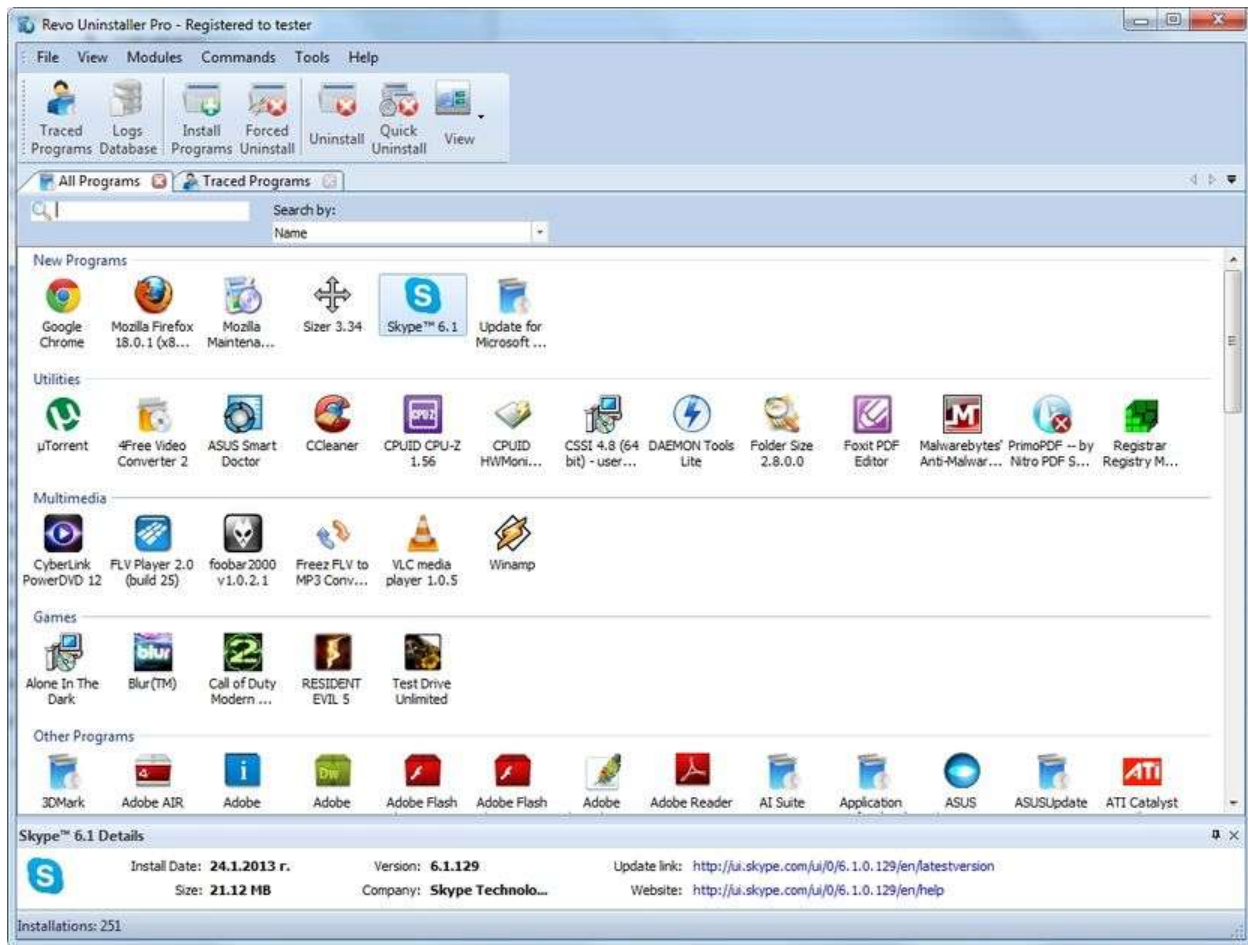 Revo Uninstaller Pro - Registered to tester
File View Modules Commands Tools Help
Traced Programs
Logs Database
Install Programs
Forced Uninstall
Uninstall
Quick Uninstall
View
All Programs
Traced Programs
Search by:
Name
New Programs
Google Chrome
Mozilla Firefox 18.0.1 (x8...
Mozilla Maintena...
Sizer 3.34
Skype™ 6.1
Update for Microsoft ...
Utilities
µTorrent
4Free Video Converter 2
ASUS Smart Doctor
CCleaner
CPU-Z
CPUID CPU-Z 1.56
CPUID HWMoni...
CSSI 4.8 (64 bit) - user...
DAEMON Tools Lite
Folder Size 2.8.0.0
Foxit PDF Editor
Malwarebytes' Anti-Malwar...
PrimoPDF -- by Nitro PDF S...
Registrar Registry M...
Multimedia
CyberLink PowerDVD 12
FLV Player 2.0 (build 25)
foobar2000 v1.0.2.1
Freez FLV to MP3 Conv...
VLC media player 1.0.5
Winamp
Games
blur
2
Alone In The Dark
Blur(TM)
Call of Duty Modern ...
RESIDENT EVIL 5
Test Drive Unlimited
Other Programs
4
Dw
ATI
3DMark
Adobe AIR
Adobe
Adobe
Adobe Flash
Adobe Flash
Adobe
Adobe Reader
AI Suite
Application
ASUS
ASUSUpdate
ATI Catalyst
Skype™ 6.1 Details
Install Date: 24.1.2013 г. Version: 6.1.129 Update link: http://ui.skype.com/ui/0/6.1.0.129/en/latestversion
Size: 21.12 MB Company: Skype Technolo... Website: http://ui.skype.com/ui/0/6.1.0.129/en/help
Installations: 251